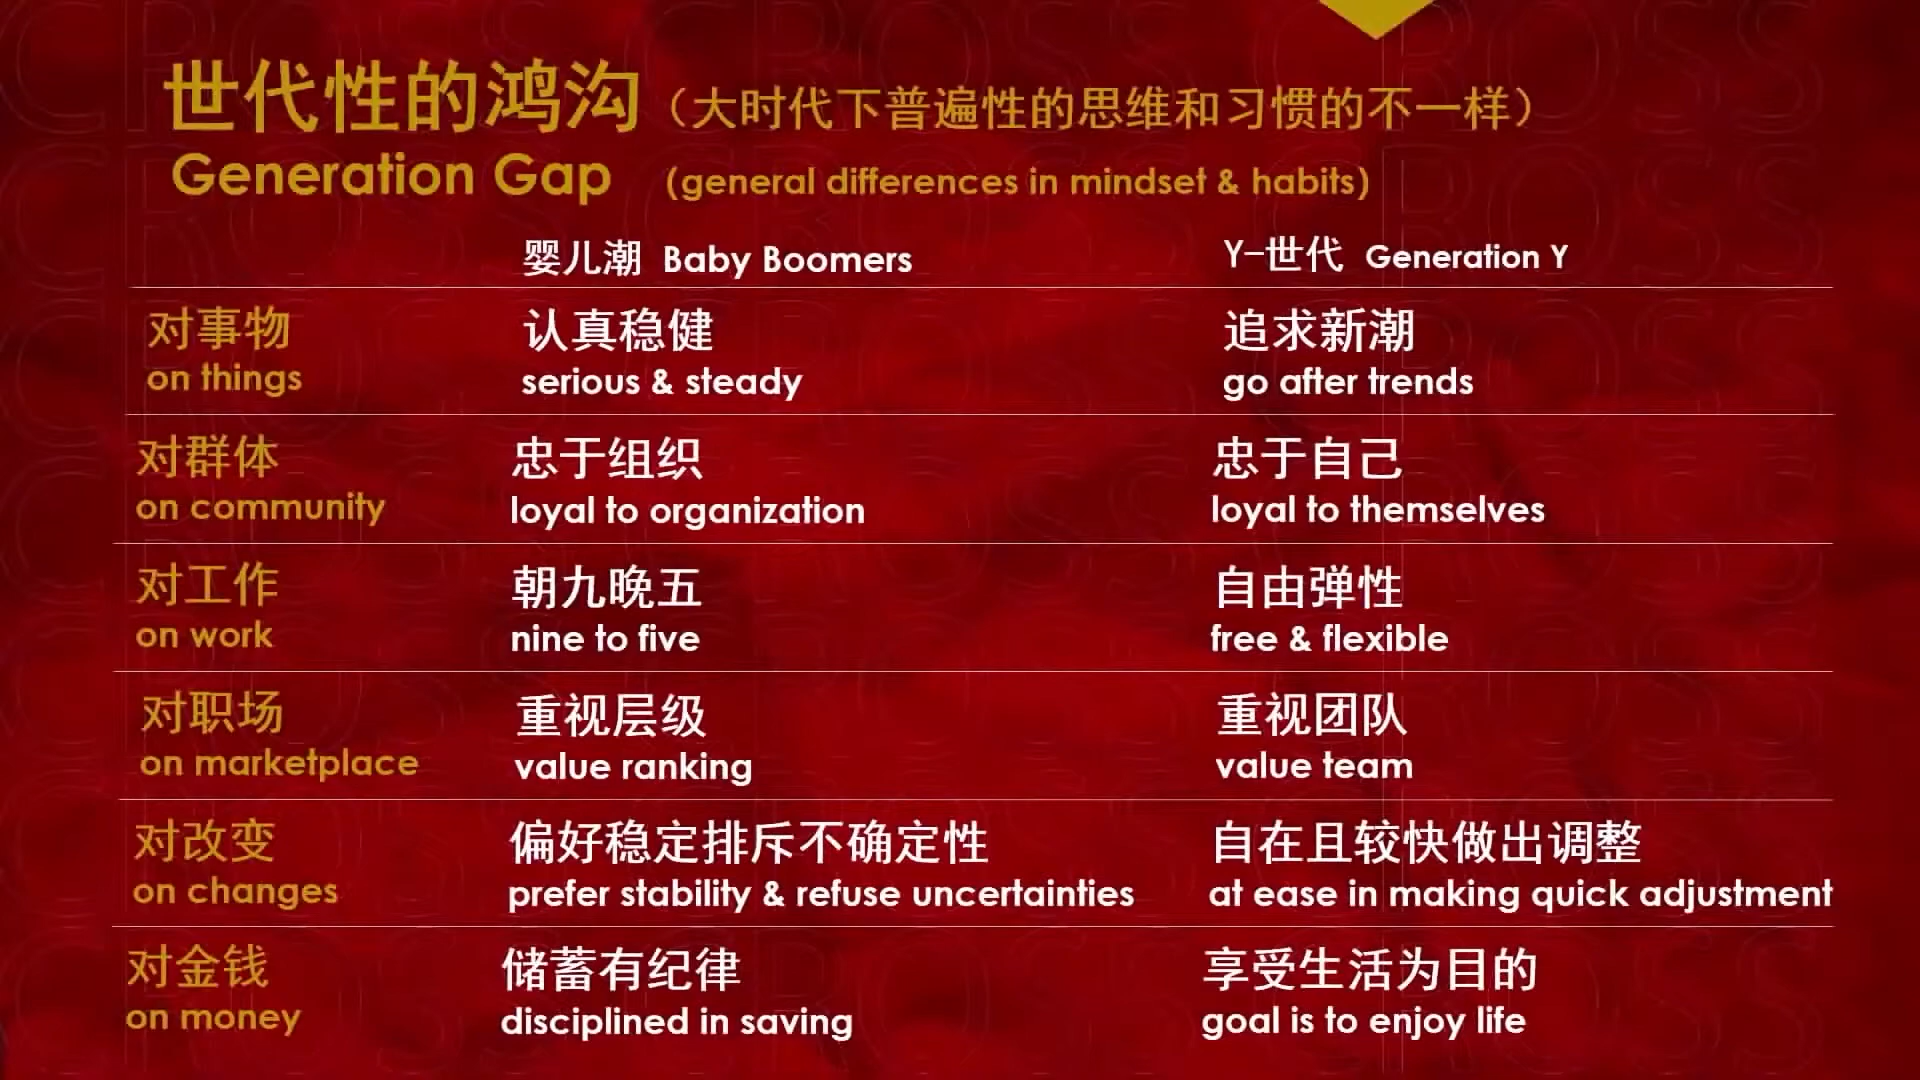 世代性的鸿沟（大时代下普遍性的思维和习惯的不一样）
Generation Gap (general differences in mindset & habits)
婴儿潮 Baby Boomers Y-世代 Generation Y
对事物 认真稳健 追求新潮
on things serious & steady go after trends
对群体 忠于组织 忠于自己
on community loyal to organization loyal to themselves
对工作 朝九晚五 自由弹性
on work nine to five free & flexible
对职场 重视层级 重视团队
on marketplace value ranking value team
对改变 偏好稳定排斥不确定性 自在且较快做出调整
on changes prefer stability & refuse uncertainties at ease in making quick adjustment
对金钱 储蓄有纪律 享受生活为目的
on money disciplined in saving goal is to enjoy life